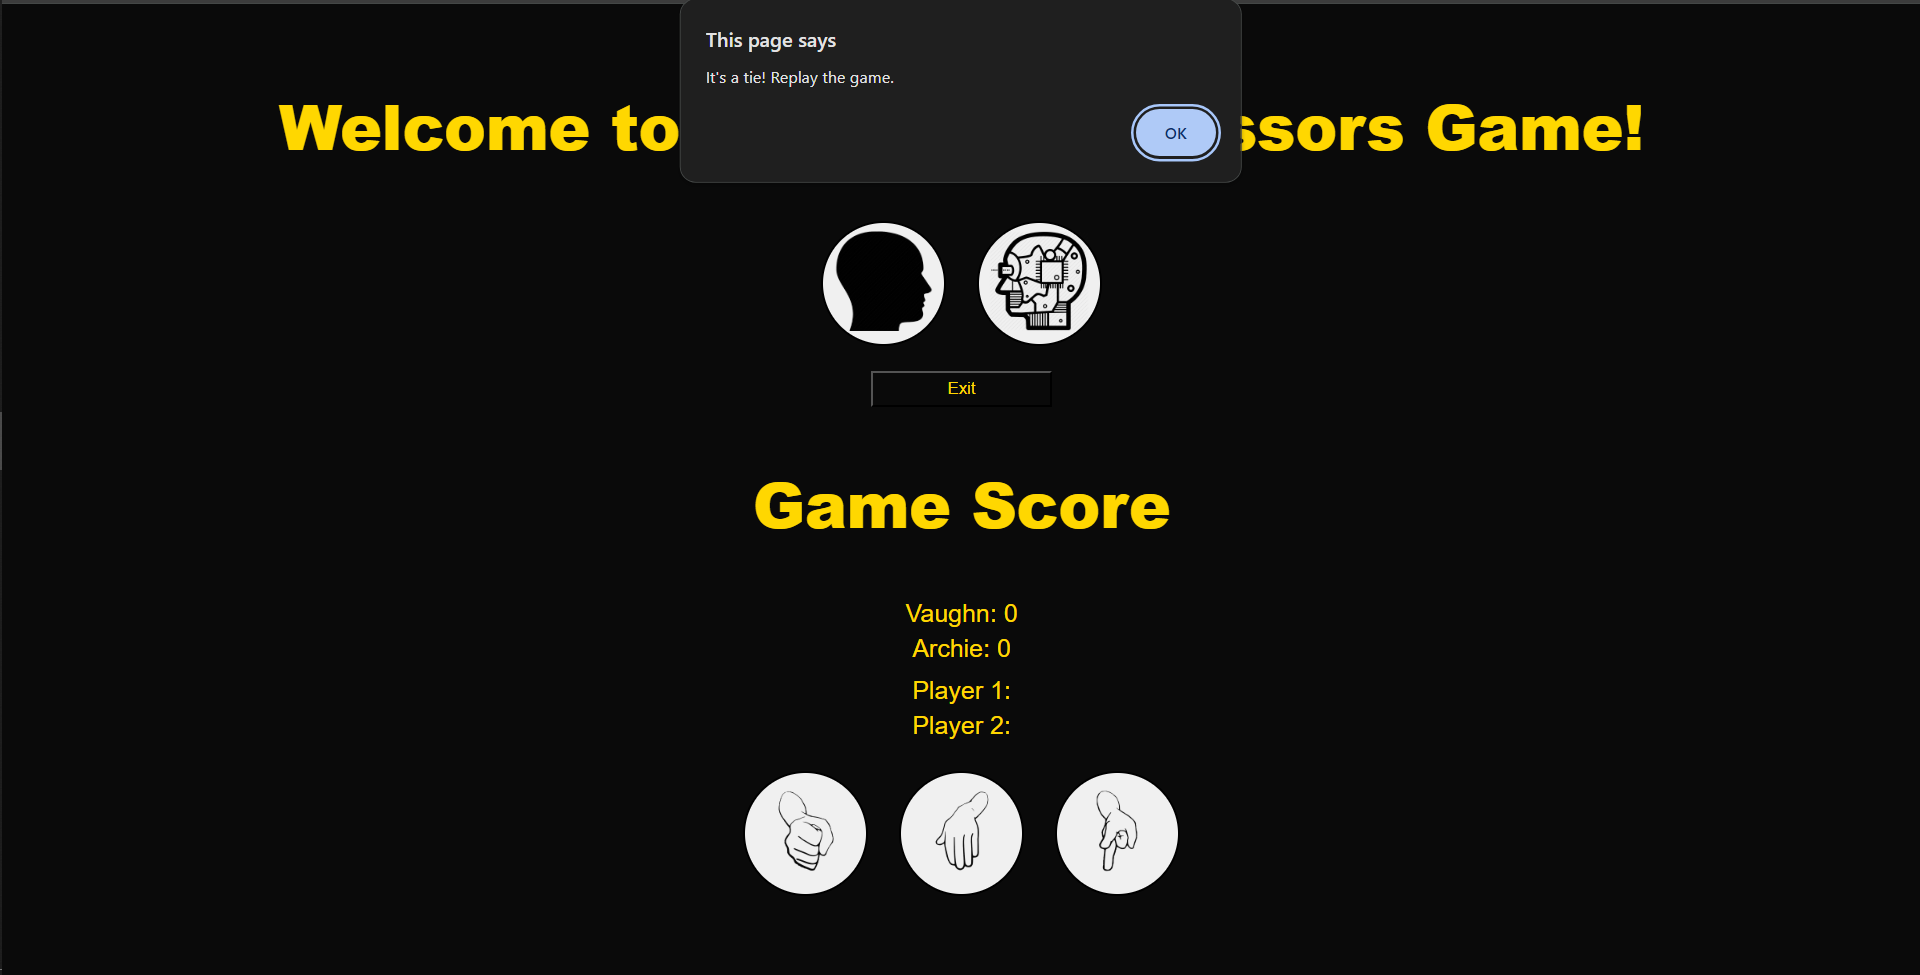 This page says
It's a tie! Replay the game.
OK
Welcome to ssors Game!
Exit
Game Score
Vaughn: 0
Archie: 0
Player 1:
Player 2: